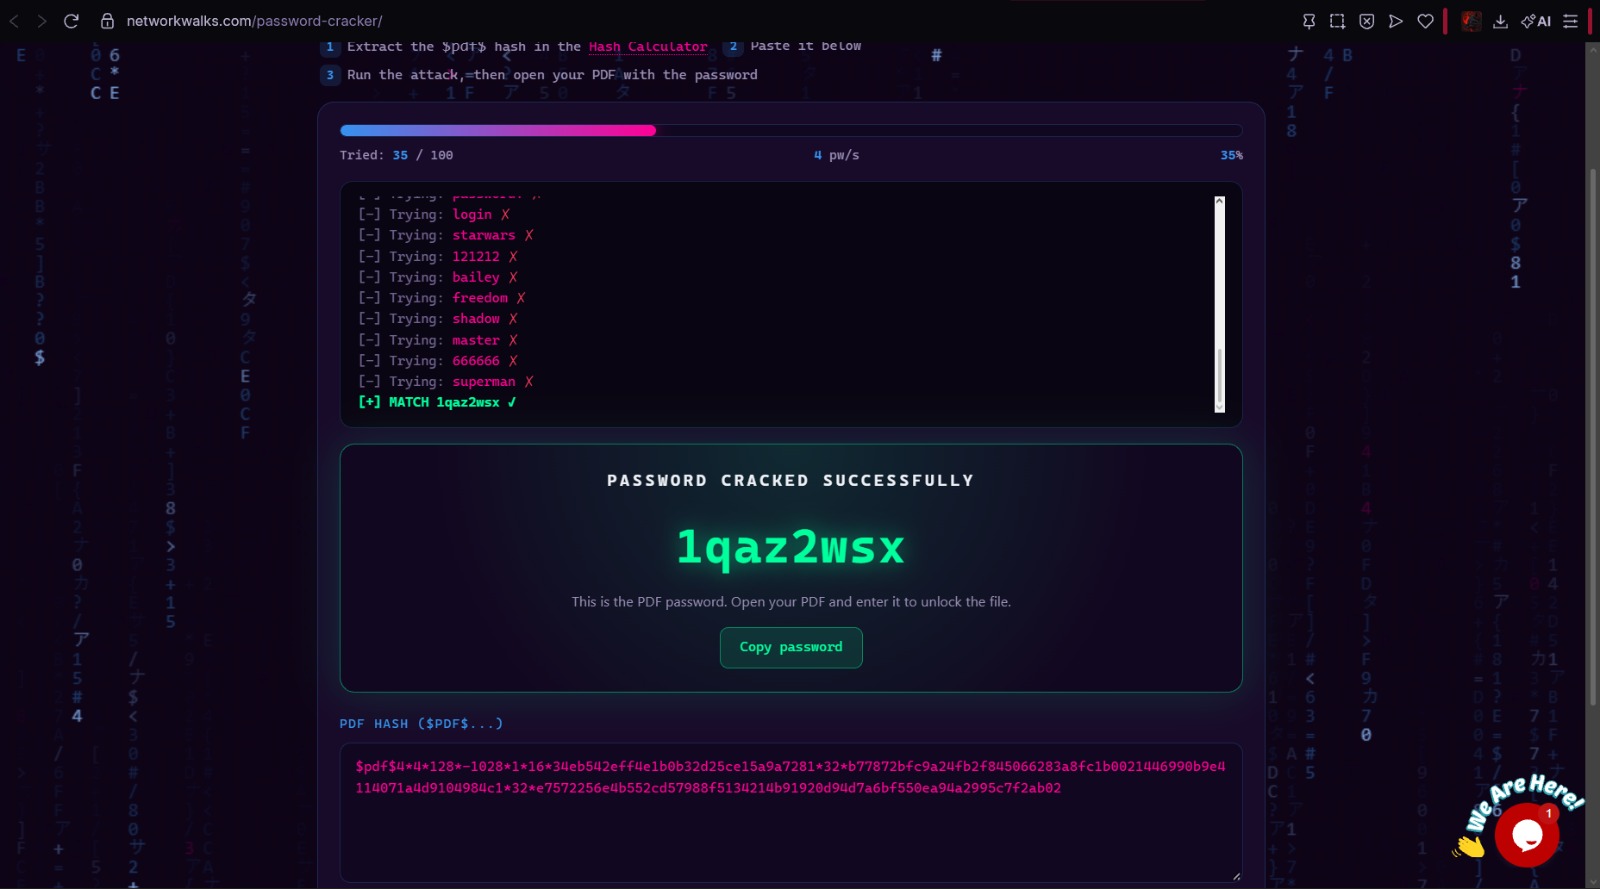 networkwalks.com/password-cracker/
AI
1 Extract the $pdf$ hash in the Hash Calculator 2 Paste it below
3 Run the attack, then open your PDF with the password
Tried: 35 / 100 4 pw/s 35%
[-] Trying: login ✗
[-] Trying: starwars ✗
[-] Trying: 121212 ✗
[-] Trying: bailey ✗
[-] Trying: freedom ✗
[-] Trying: shadow ✗
[-] Trying: master ✗
[-] Trying: 666666 ✗
[-] Trying: superman ✗
[+] MATCH 1qaz2wsx ✓
PASSWORD CRACKED SUCCESSFULLY
1qaz2wsx
This is the PDF password. Open your PDF and enter it to unlock the file.
Copy password
PDF HASH ($PDF$...)
$pdf$4*4*128*-1028*1*16*34eb542eff4e1b0b32d25ce15a9a7281*32*b77872bfc9a24fb2f845066283a8fc1b0021446990b9e4
114071a4d9104984c1*32*e7572256e4b552cd57988f5134214b91920d94d7a6bf550ea94a2995c7f2ab02
We Are Here!
1